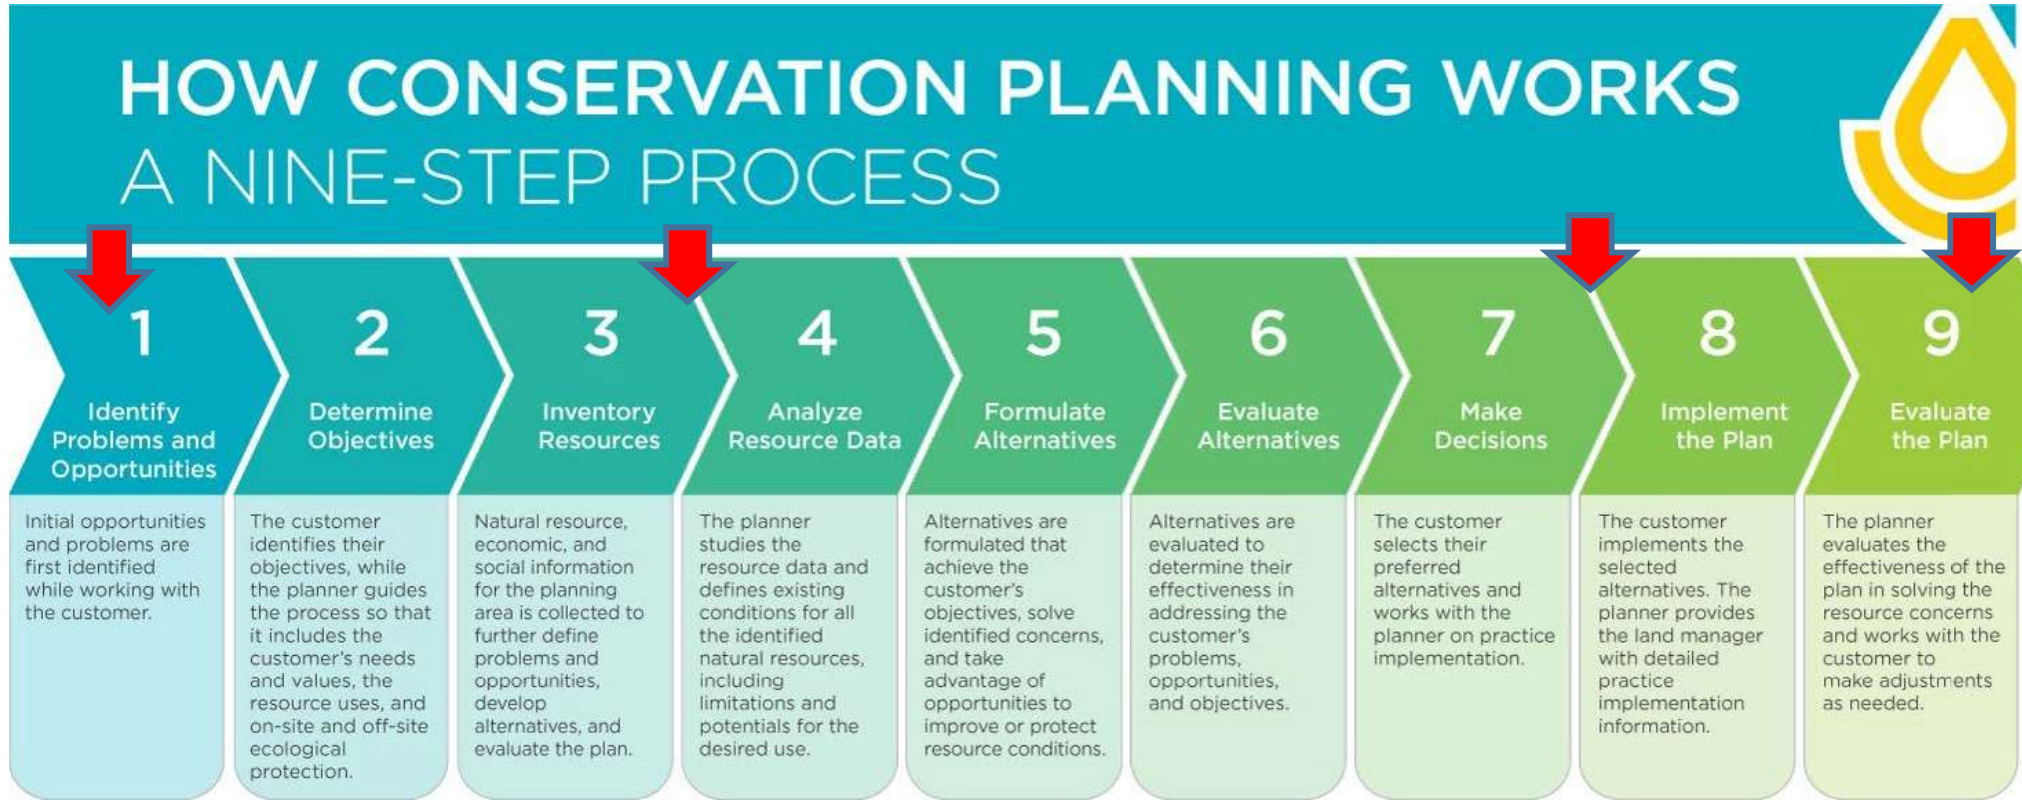 HOW CONSERVATION PLANNING WORKS
A NINE-STEP PROCESS
1
Identify
Problems and
Opportunities
Initial opportunities
and problems are
first identified
while working with
the customer.
2
Determine
Objectives
The customer
identifies their
objectives, while
the planner guides
the process so that
it includes the
customer's needs
and values, the
resource uses, and
on-site and off-site
ecological
protection.
3
Inventory
Resources
Natural resource,
economic, and
social information
for the planning
area is collected to
further define
problems and
opportunities,
develop
alternatives, and
evaluate the plan.
4
Analyze
Resource Data
The planner
studies the
resource data and
defines existing
conditions for all
the identified
natural resources,
including
limitations and
potentials for the
desired use.
5
Formulate
Alternatives
Alternatives are
formulated that
achieve the
customer's
objectives, solve
identified concerns,
and take
advantage of
opportunities to
improve or protect
resource conditions.
6
Evaluate
Alternatives
Alternatives are
evaluated to
determine their
effectiveness in
addressing the
customer's
problems,
opportunities,
and objectives.
7
Make
Decisions
The customer
selects their
preferred
alternatives and
works with the
planner on practice
implementation.
8
Implement
the Plan
The customer
implements the
selected
alternatives. The
planner provides
the land manager
with detailed
practice
implementation
information.
9
Evaluate
the Plan
The planner
evaluates the
effectiveness of the
plan in solving the
resource concerns
and works with the
customer to
make adjustments
as needed.